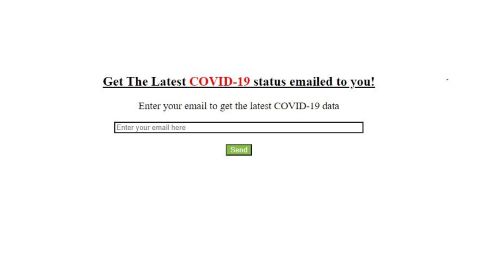 Get The Latest COVID-19 status emailed to you!
Enter your email to get the latest COVID-19 data
Enter your email here
Send